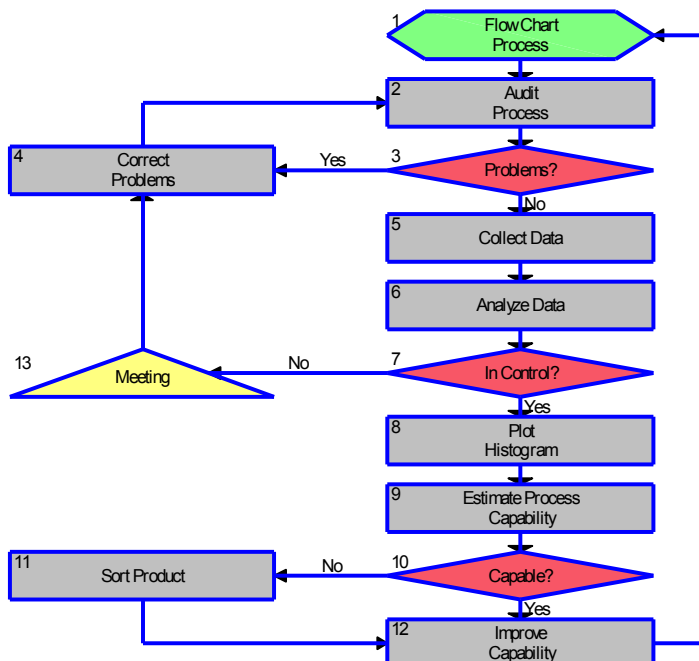 1
Flow Chart
Process
2
Audit
Process
4
Correct
Problems
Yes
3
Problems?
No
5
Collect Data
6
Analyze Data
13
Meeting
No
7
In Control?
Yes
8
Plot
Histogram
9
Estimate Process
Capability
11
Sort Product
No
10
Capable?
Yes
12
Improve
Capability